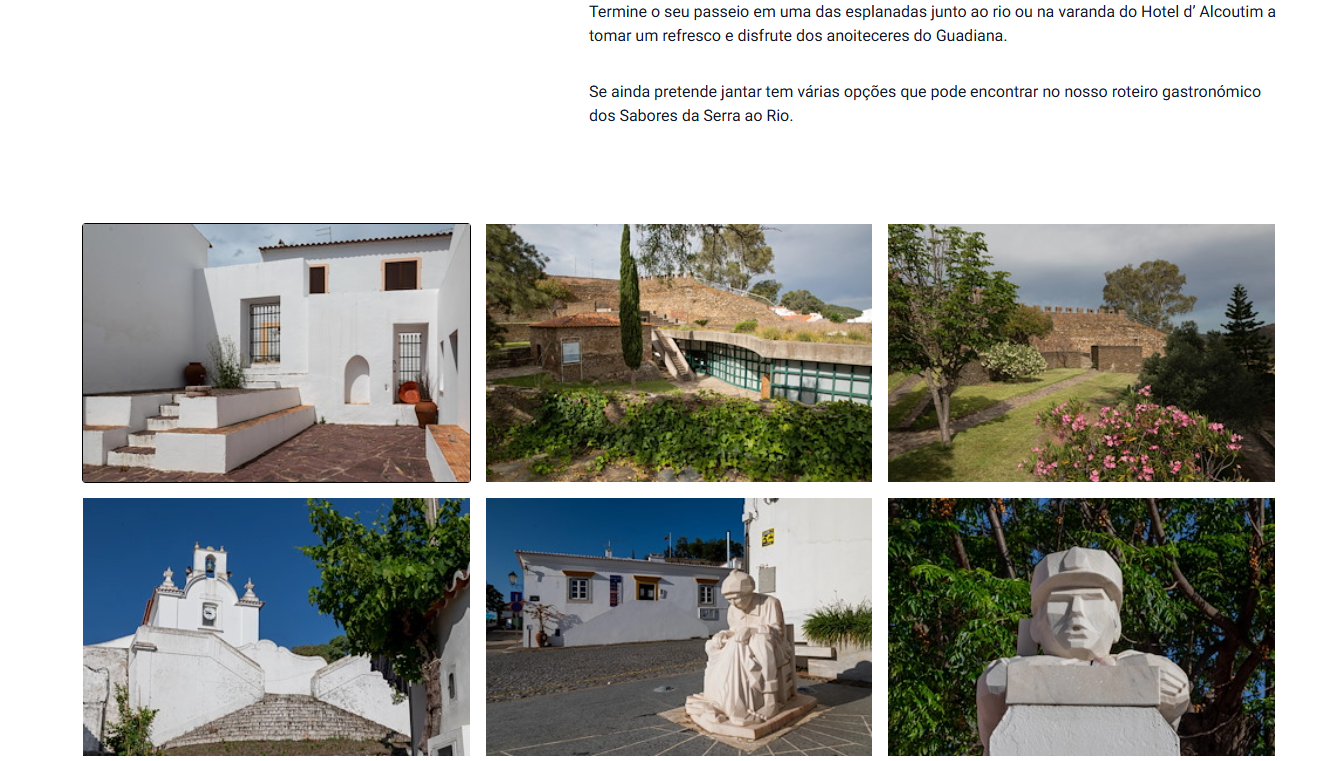 Termine o seu passeio em uma das esplanadas junto ao rio ou na varanda do Hotel d’ Alcoutim a
tomar um refresco e disfrute dos anoiteceres do Guadiana.
Se ainda pretende jantar tem várias opções que pode encontrar no nosso roteiro gastronómico
dos Sabores da Serra ao Rio.